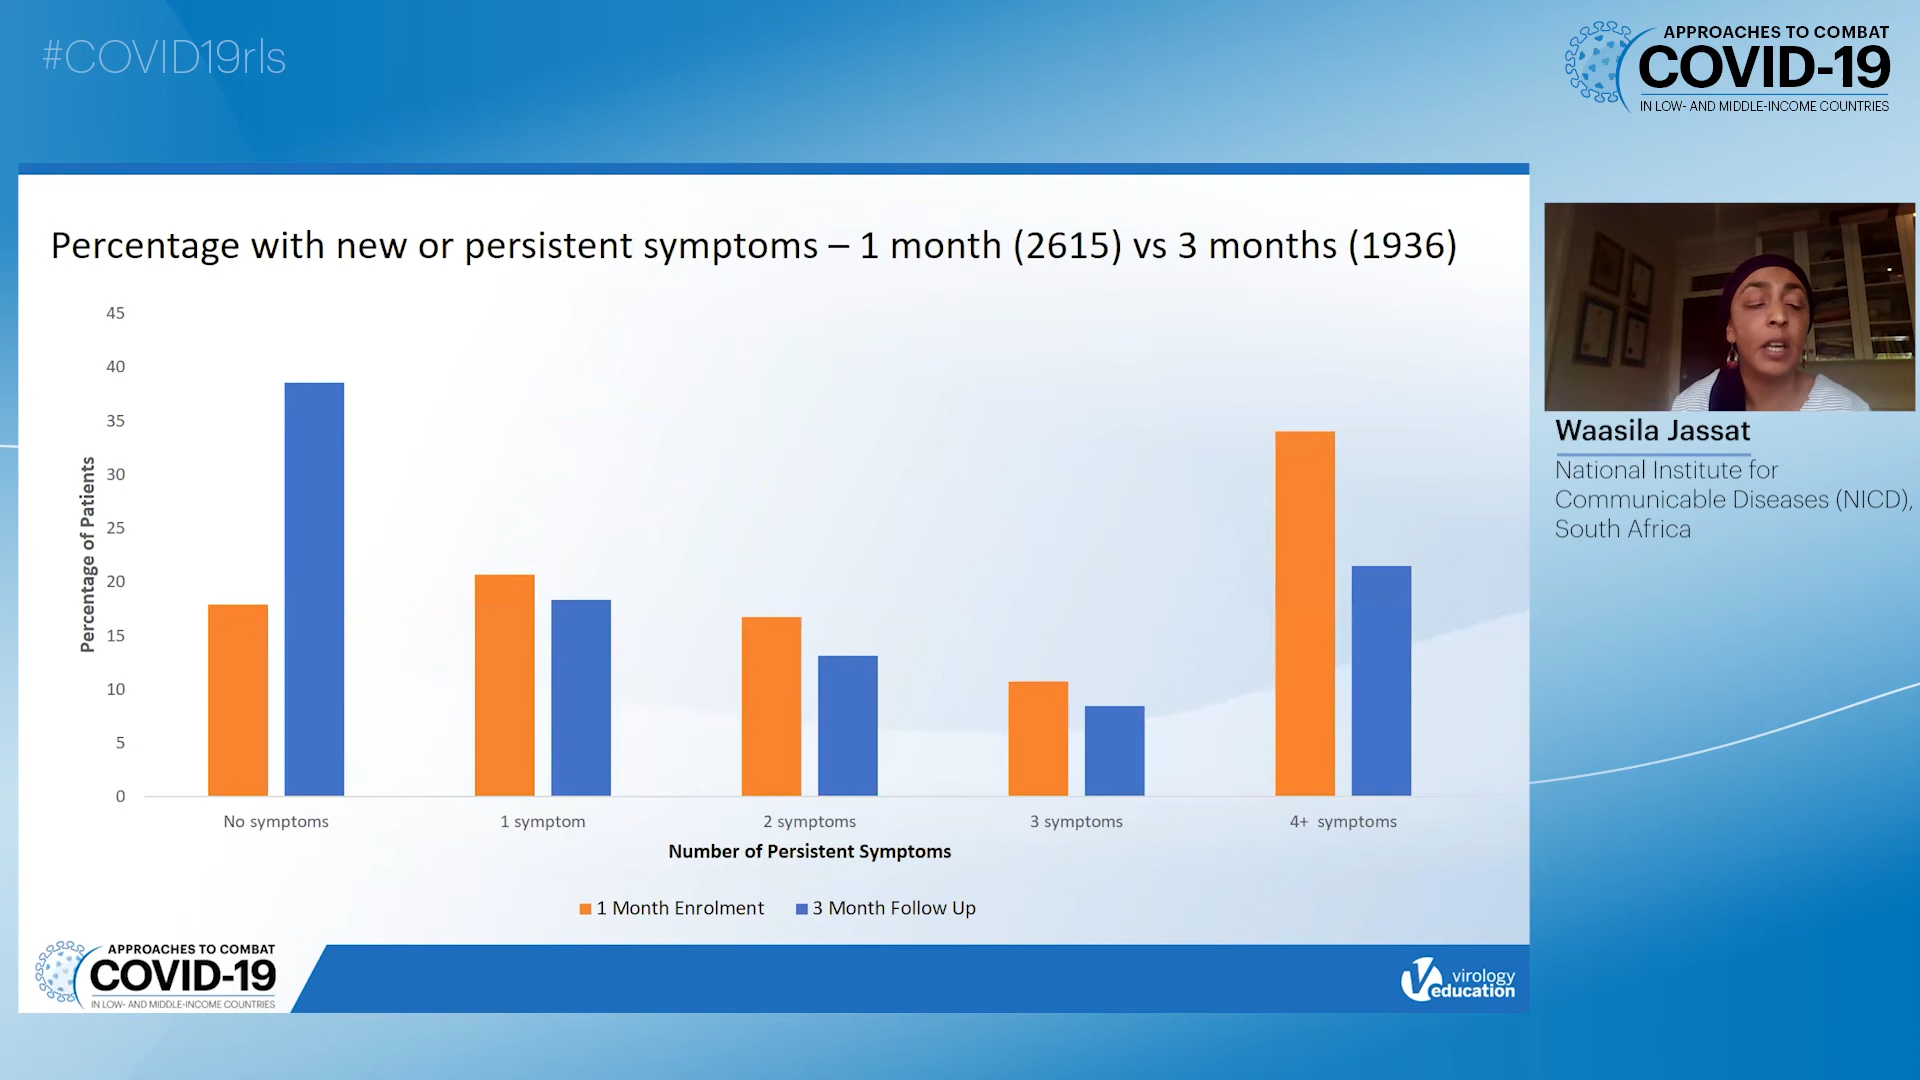 #COVID19rls
APPROACHES TO COMBAT
COVID-19
IN LOW- AND MIDDLE-INCOME COUNTRIES
Percentage with new or persistent symptoms – 1 month (2615) vs 3 months (1936)
45
40
35
30
25
20
15
10
5
0
Percentage of Patients
No symptoms
1 symptom
2 symptoms
3 symptoms
4+ symptoms
Number of Persistent Symptoms
1 Month Enrolment
3 Month Follow Up
Waasila Jassat
National Institute for
Communicable Diseases (NICD),
South Africa
APPROACHES TO COMBAT
COVID-19
IN LOW- AND MIDDLE-INCOME COUNTRIES
virology
education